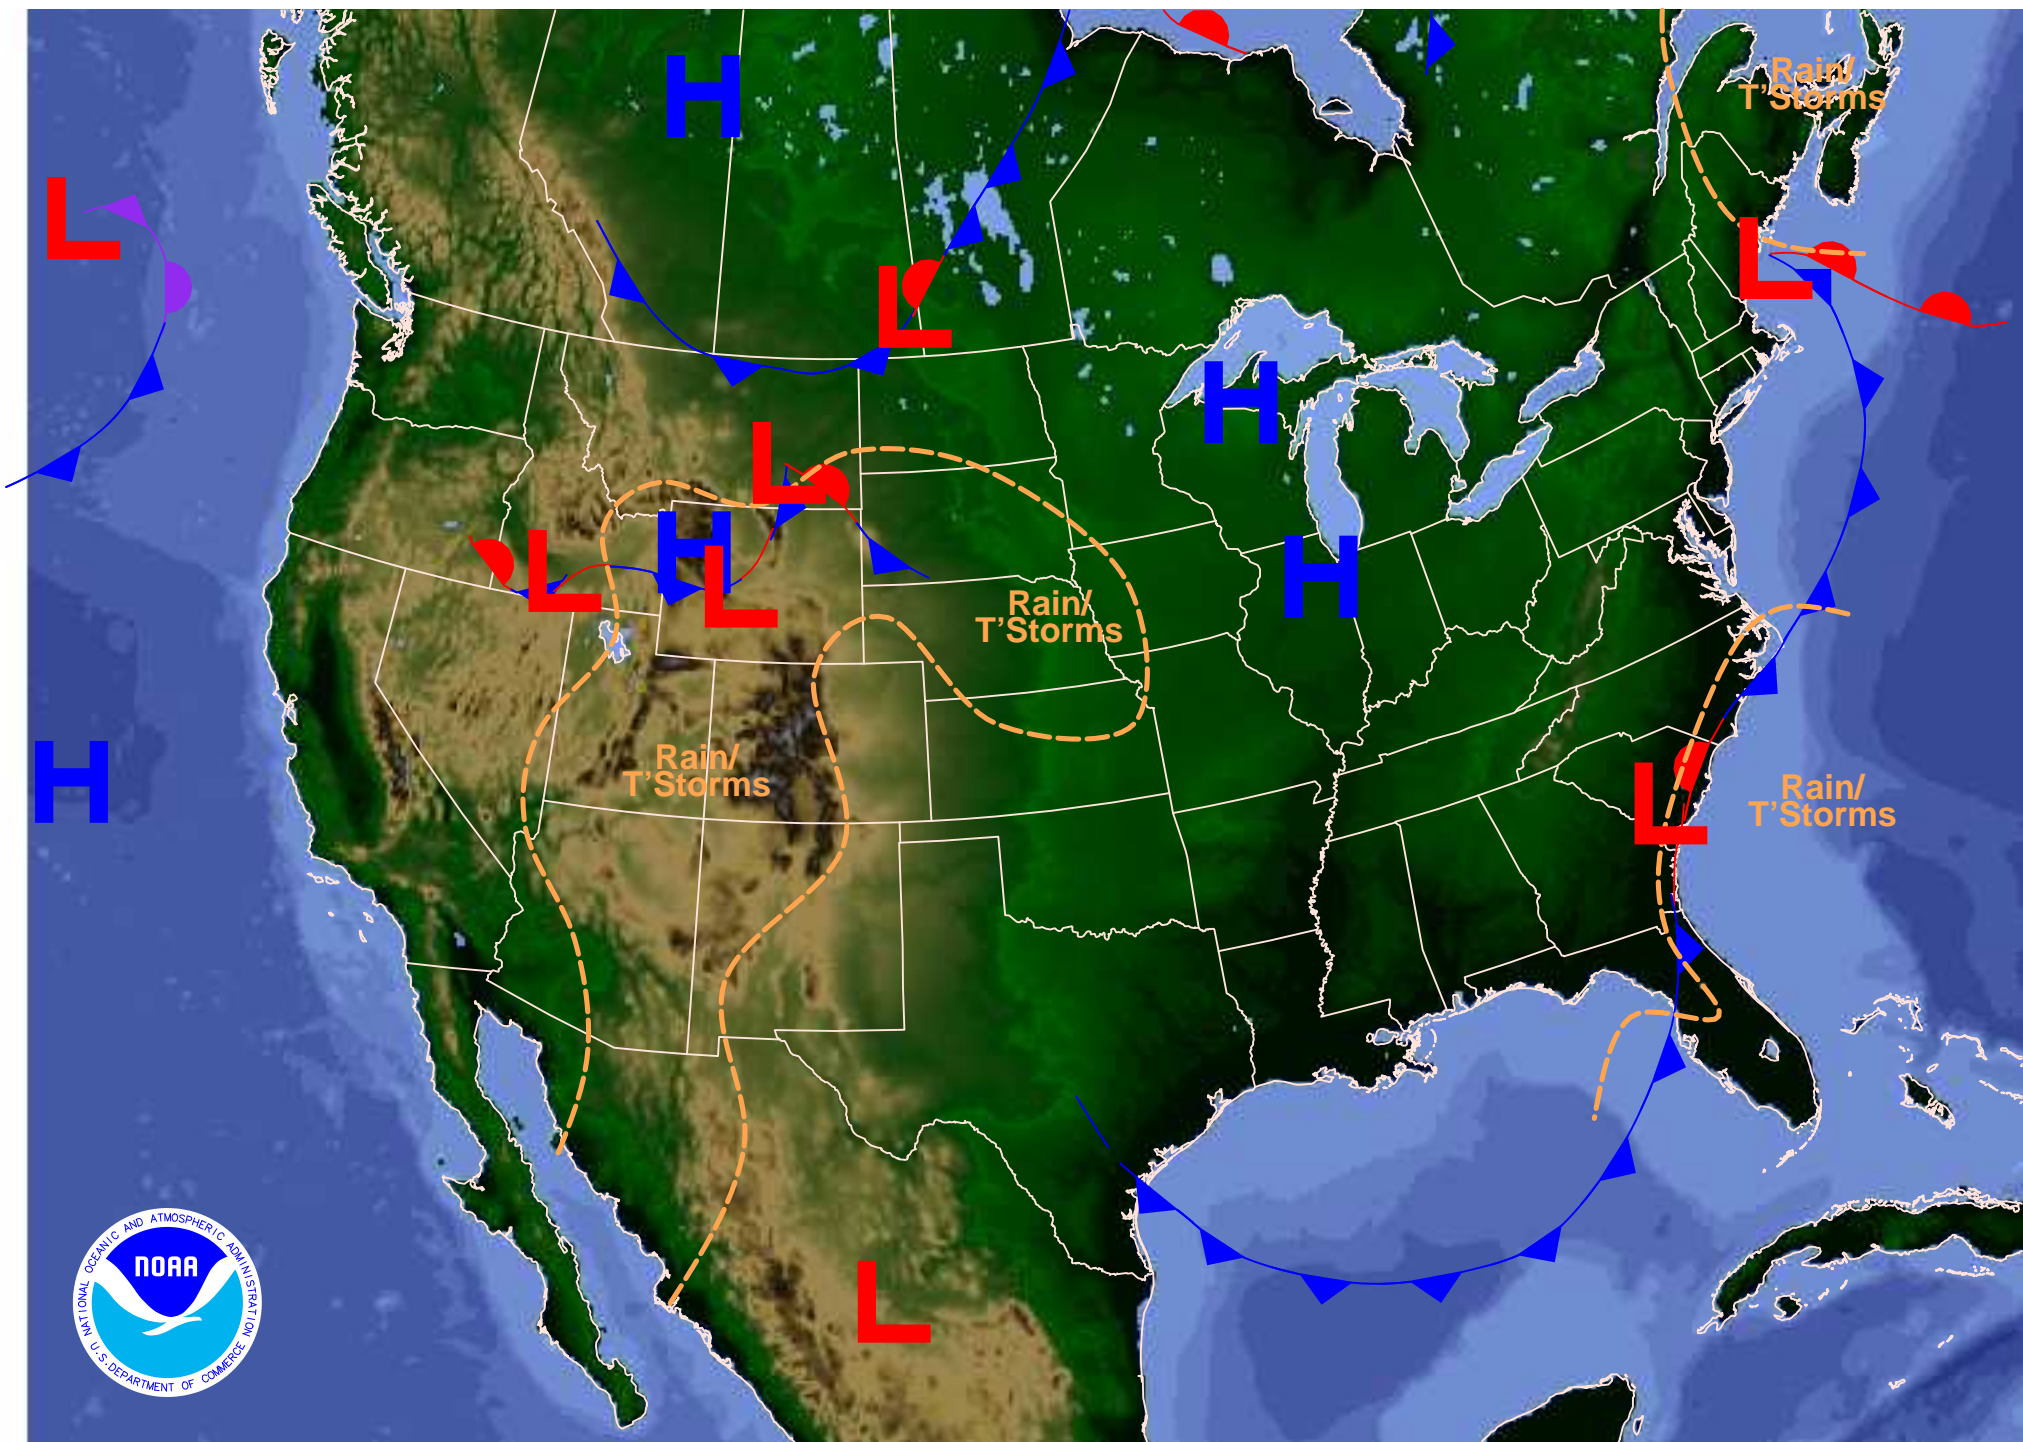 Rain/
T'Storms
H
L
L
L
H
L
H
L
L
H
Rain/
T'Storms
H
Rain/
T'Storms
L
Rain/
T'Storms
L
NATIONAL OCEANIC AND ATMOSPHERIC ADMINISTRATION
NOAA
U.S. DEPARTMENT OF COMMERCE
H